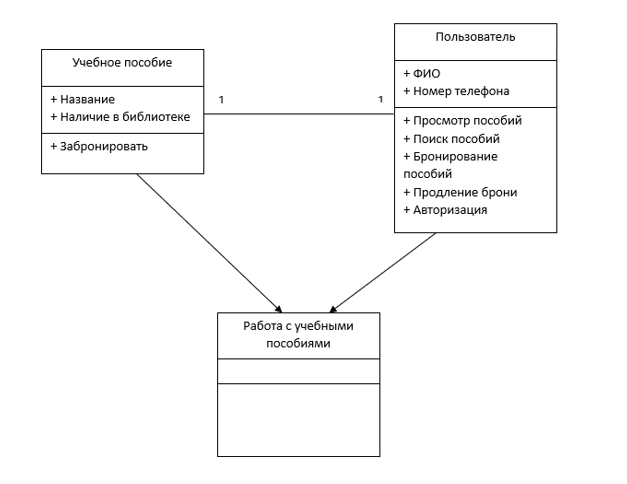 Учебное пособие
+ Название
+ Наличие в библиотеке
+ Забронировать
1
1
Пользователь
+ ФИО
+ Номер телефона
+ Просмотр пособий
+ Поиск пособий
+ Бронирование
пособий
+ Продление брони
+ Авторизация
Работа с учебными
пособиями